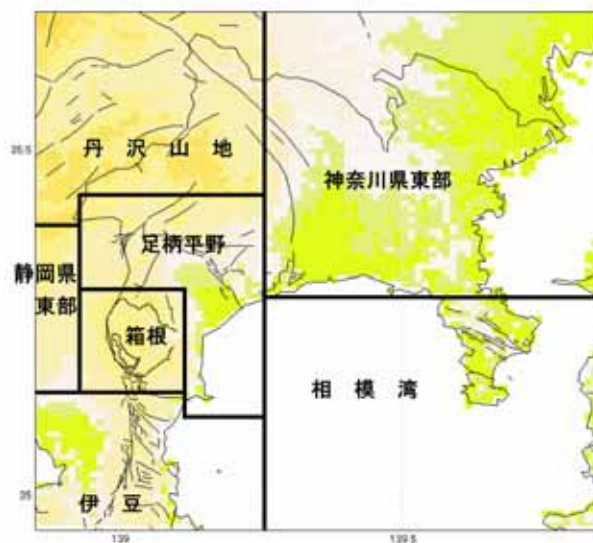 35.5
丹沢山地
神奈川県東部
足柄平野
静岡県
東部
箱根
相模湾
35
伊豆
139
139.5